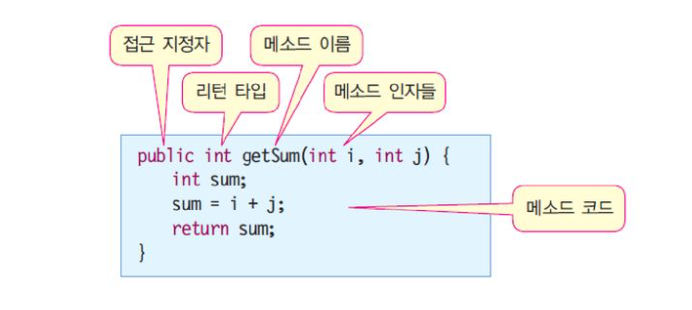 접근 지정자
메소드 이름
리턴 타입
메소드 인자들
public int getSum(int i, int j) {
int sum;
sum = i + j;
return sum;
}
메소드 코드